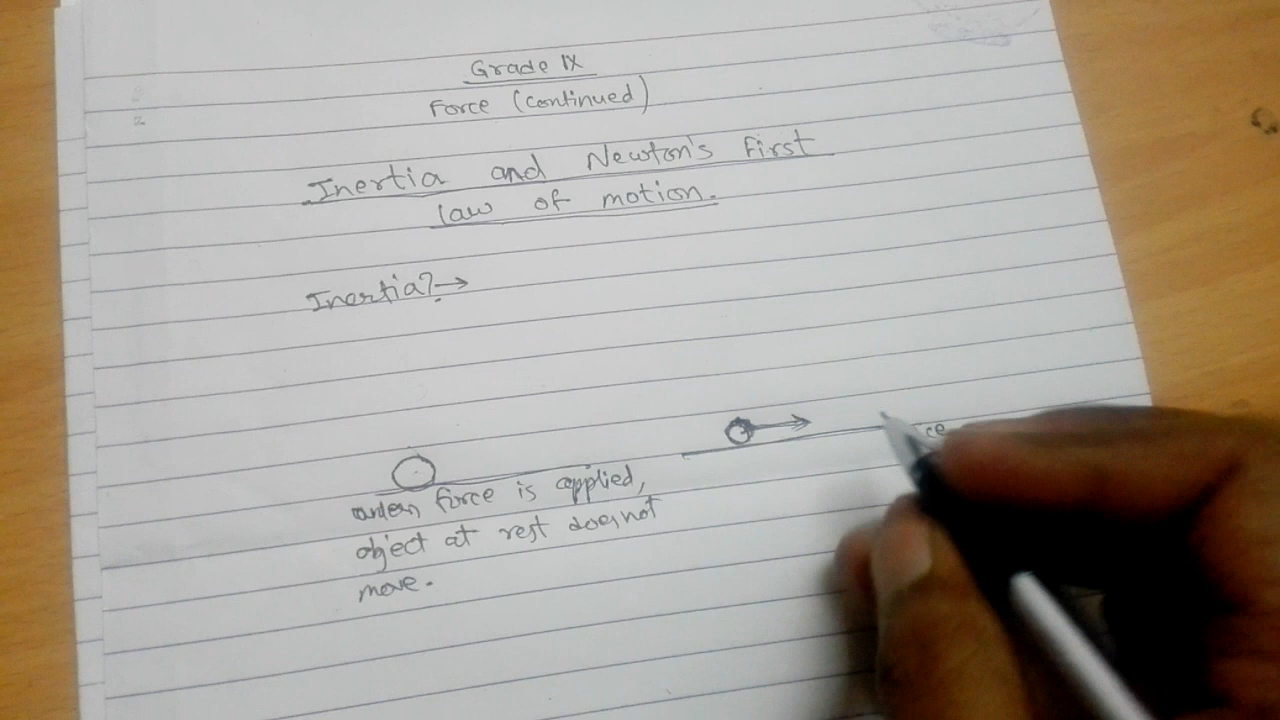 Grade IX
Force (continued)
Inertia and Newton's first
law of motion.
Inertia? →
force is applied,
object at rest does not
move.
ce